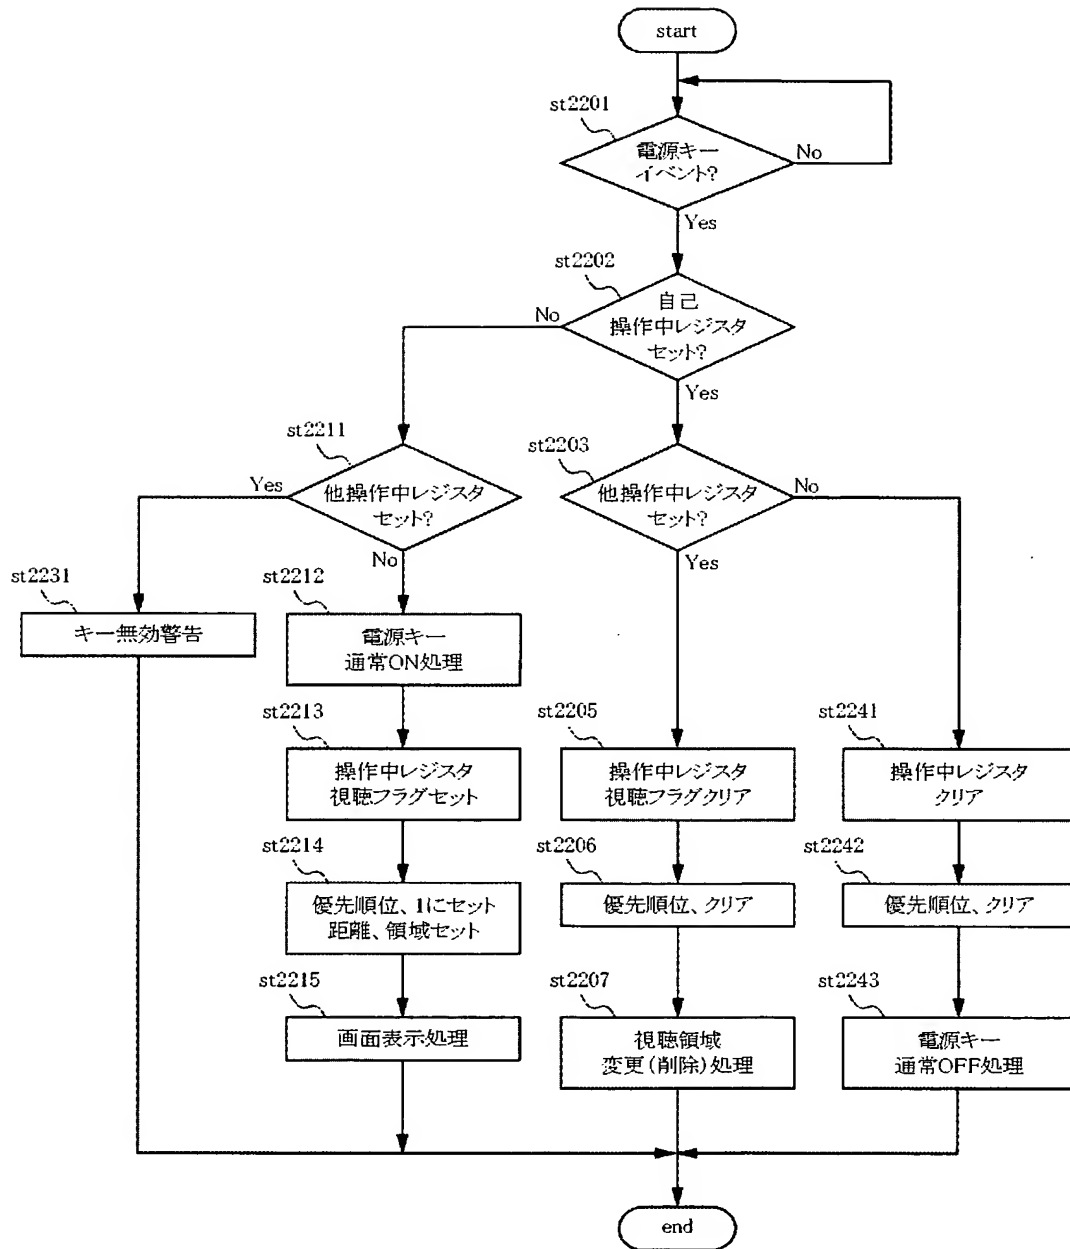 start
st2201
電源キー
イベント?
No
Yes
st2202
自己
操作中レジスタ
セット?
No
Yes
st2211
他操作中レジスタ
セット?
Yes
No
st2203
他操作中レジスタ
セット?
No
Yes
st2231
キー無効警告
st2212
電源キー
通常ON処理
st2213
操作中レジスタ
視聴フラグセット
st2205
操作中レジスタ
視聴フラグクリア
st2241
操作中レジスタ
クリア
st2214
優先順位、1にセット
距離、領域セット
st2206
優先順位、クリア
st2242
優先順位、クリア
st2215
画面表示処理
st2207
視聴領域
変更(削除)処理
st2243
電源キー
通常OFF処理
end